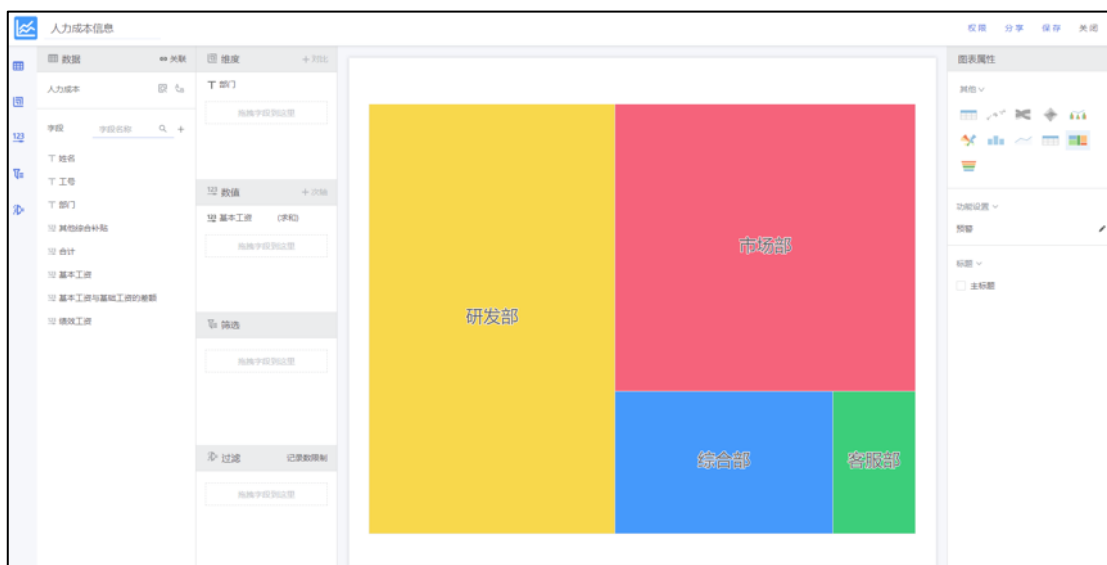 人力成本信息
权限 分享 保存 关闭
数据 关联
人力成本
字段 字段名称
姓名
工号
部门
其他综合补贴
合计
基本工资
基本工资与基础工资的差额
绩效工资
维度 +对比
部门
拖拽字段到这里
数值 +次轴
基本工资 (求和)
拖拽字段到这里
筛选
拖拽字段到这里
过滤 记录数限制
拖拽字段到这里
研发部
市场部
综合部
客服部
图表属性
其他
功能设置
预警
标题
主标题